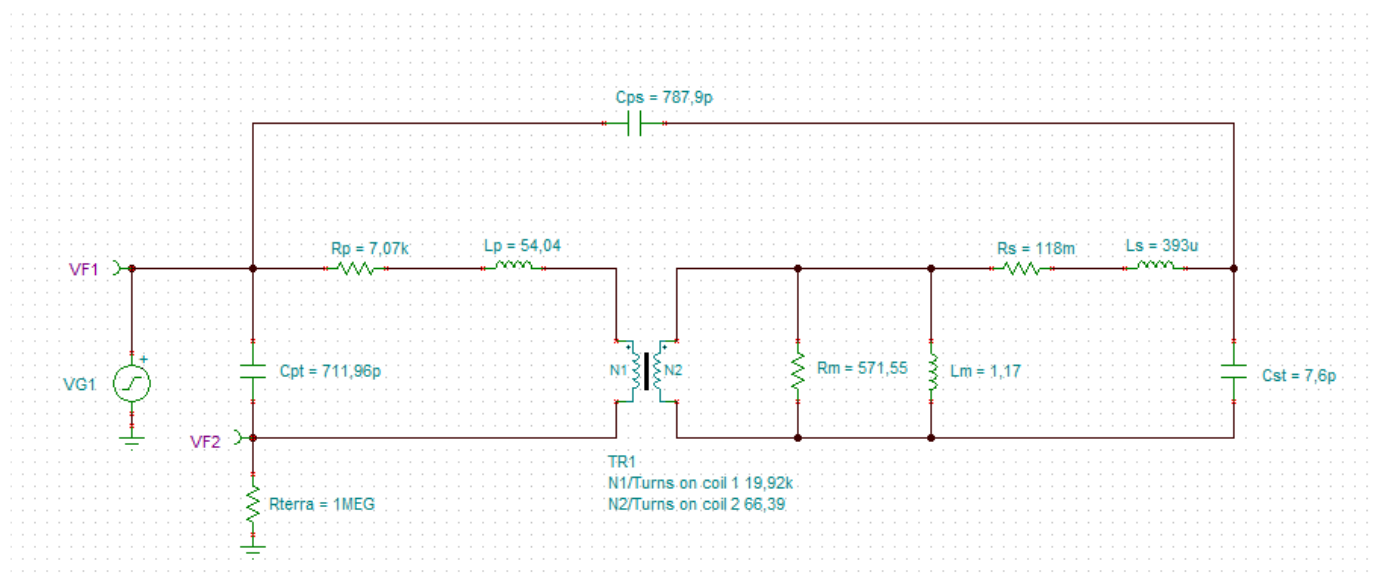 Cps = 787,9p
Rp = 7,07k
Lp = 54,04
Rs = 118m
Ls = 393u
VF1
+
VG1
Cpt = 711,96p
N1
N2
Rm = 571,55
Lm = 1,17
Cst = 7,6p
VF2
TR1
N1/Turns on coil 1 19,92k
N2/Turns on coil 2 66,39
Rterra = 1MEG